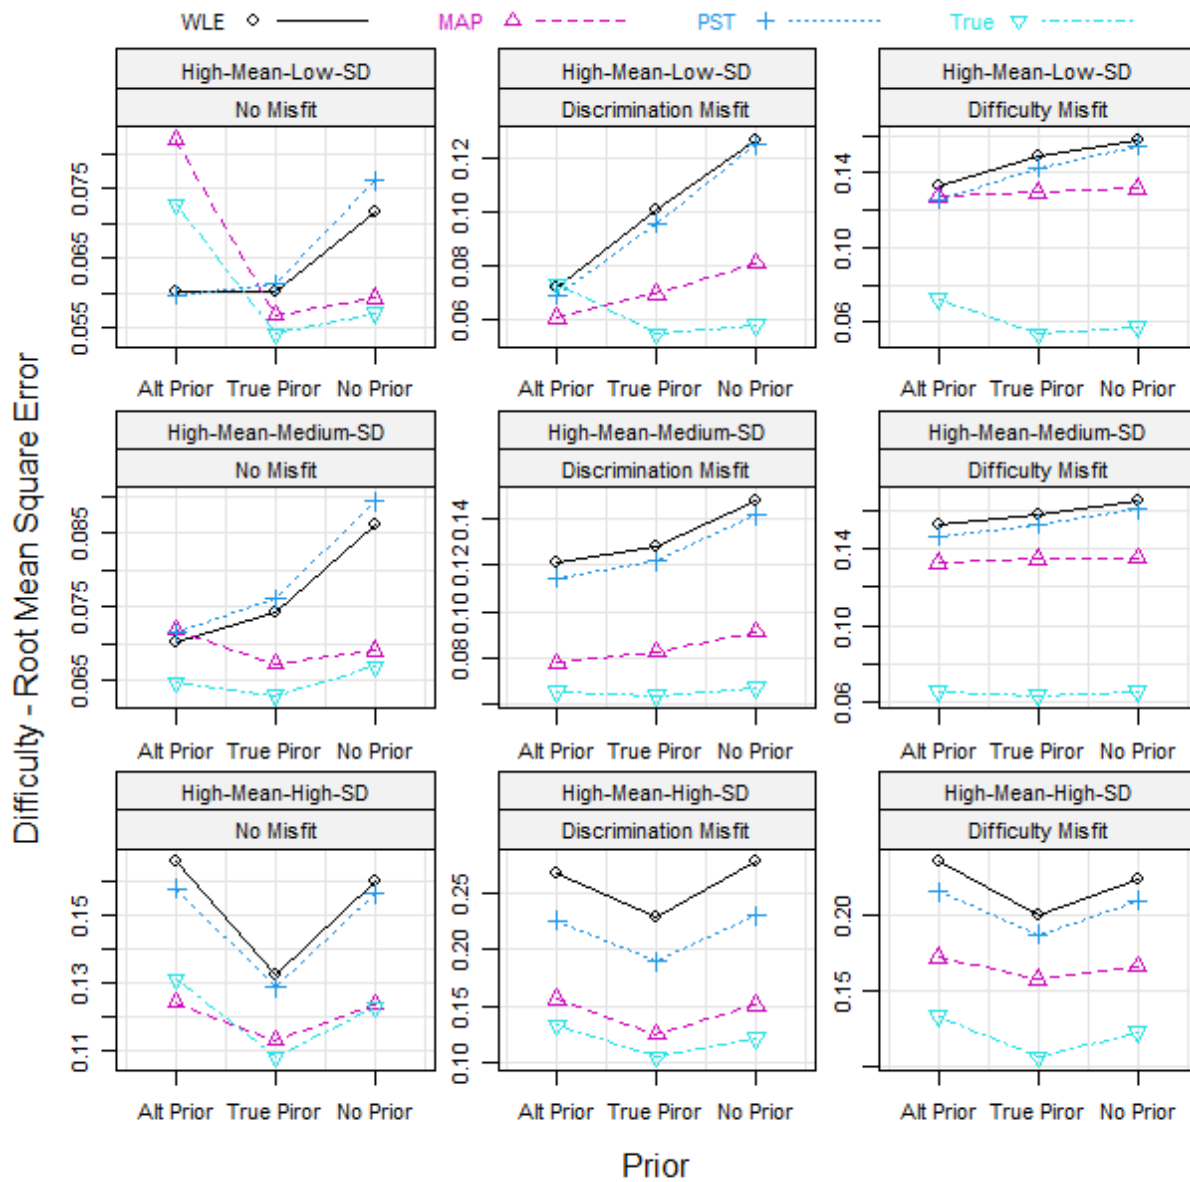 WLE MAP PST True
High-Mean-Low-SD High-Mean-Low-SD High-Mean-Low-SD
No Misfit Discrimination Misfit Difficulty Misfit
0.055 0.065 0.075
0.06 0.08 0.10 0.12
0.06 0.10 0.14
Alt Prior True Piror No Prior Alt Prior True Piror No Prior Alt Prior True Piror No Prior
High-Mean-Medium-SD High-Mean-Medium-SD High-Mean-Medium-SD
No Misfit Discrimination Misfit Difficulty Misfit
0.065 0.075 0.085
0.08 0.10 0.12 0.14
0.06 0.10 0.14
Alt Prior True Piror No Prior Alt Prior True Piror No Prior Alt Prior True Piror No Prior
High-Mean-High-SD High-Mean-High-SD High-Mean-High-SD
No Misfit Discrimination Misfit Difficulty Misfit
0.11 0.13 0.15
0.10 0.15 0.20 0.25
0.15 0.20
Alt Prior True Piror No Prior Alt Prior True Piror No Prior Alt Prior True Piror No Prior
Difficulty - Root Mean Square Error
Prior